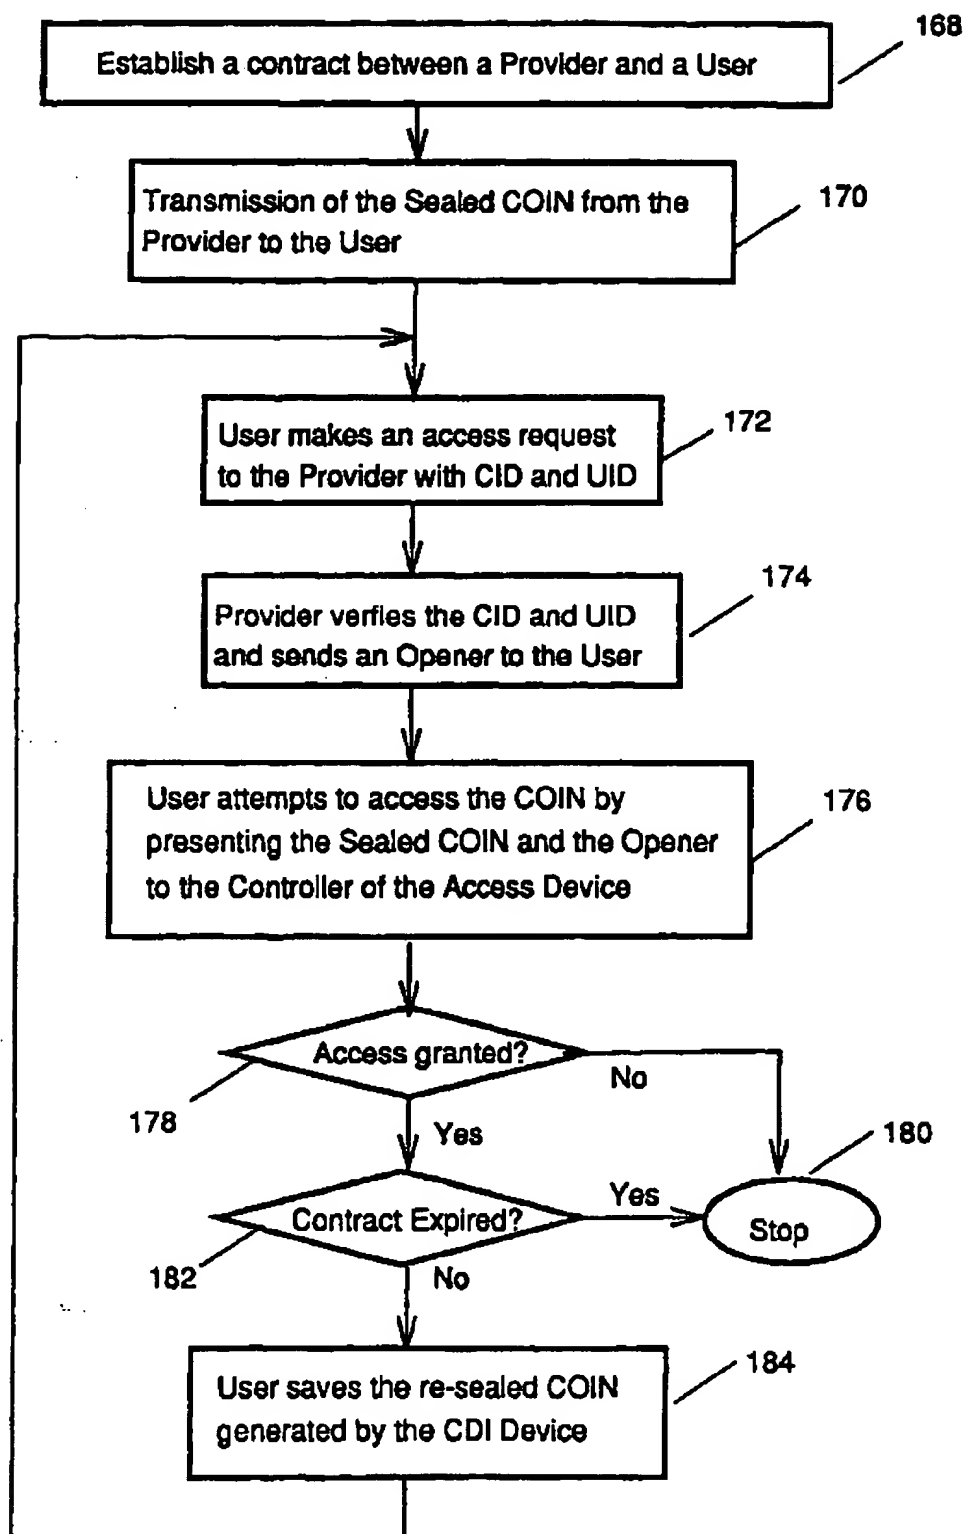 168
Establish a contract between a Provider and a User
170
Transmission of the Sealed COIN from the
Provider to the User
172
User makes an access request
to the Provider with CID and UID
174
Provider verfies the CID and UID
and sends an Opener to the User
176
User attempts to access the COIN by
presenting the Sealed COIN and the Opener
to the Controller of the Access Device
Access granted?
No
178
Yes
180
Yes
Contract Expired?
Stop
182
No
184
User saves the re-sealed COIN
generated by the CDI Device